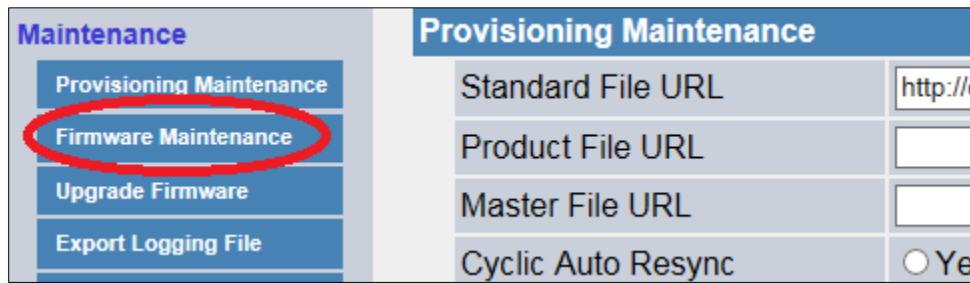 Maintenance
Provisioning Maintenance
Firmware Maintenance
Upgrade Firmware
Export Logging File
Provisioning Maintenance
Standard File URL
http://
Product File URL
Master File URL
Cyclic Auto Resync
Ye